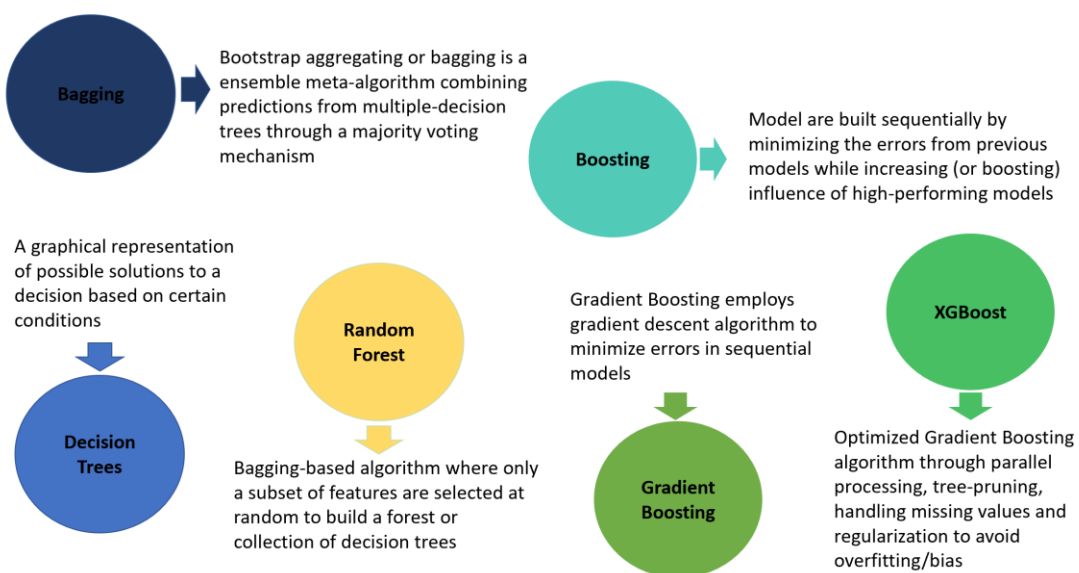 Bagging
Bootstrap aggregating or bagging is a
ensemble meta-algorithm combining
predictions from multiple-decision
trees through a majority voting
mechanism
Boosting
Model are built sequentially by
minimizing the errors from previous
models while increasing (or boosting)
influence of high-performing models
A graphical representation
of possible solutions to a
decision based on certain
conditions
Decision
Trees
Random
Forest
Bagging-based algorithm where only
a subset of features are selected at
random to build a forest or
collection of decision trees
Gradient Boosting employs
gradient descent algorithm to
minimize errors in sequential
models
Gradient
Boosting
XGBoost
Optimized Gradient Boosting
algorithm through parallel
processing, tree-pruning,
handling missing values and
regularization to avoid
overfitting/bias